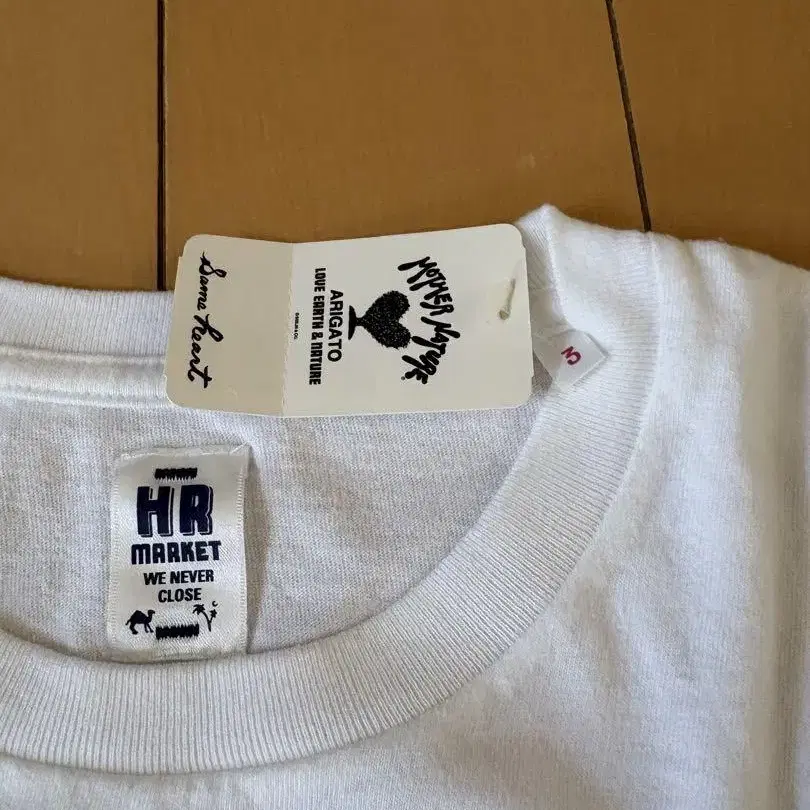 Same Heart
MOTHER NATURE
ARIGATO
LOVE EARTH & NATURE
3
HR
MARKET
WE NEVER
CLOSE